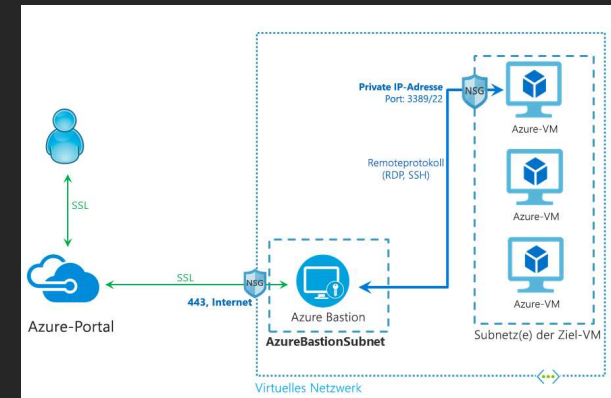 Private IP-Adresse
Port: 3389/22
NSG
Azure-VM
Remoteprotokoll
(RDP, SSH)
Azure-VM
SSL
SSL
NSG
443, Internet
Azure Bastion
Azure-VM
Azure-Portal
AzureBastionSubnet
Subnetz(e) der Ziel-VM
Virtuelles Netzwerk